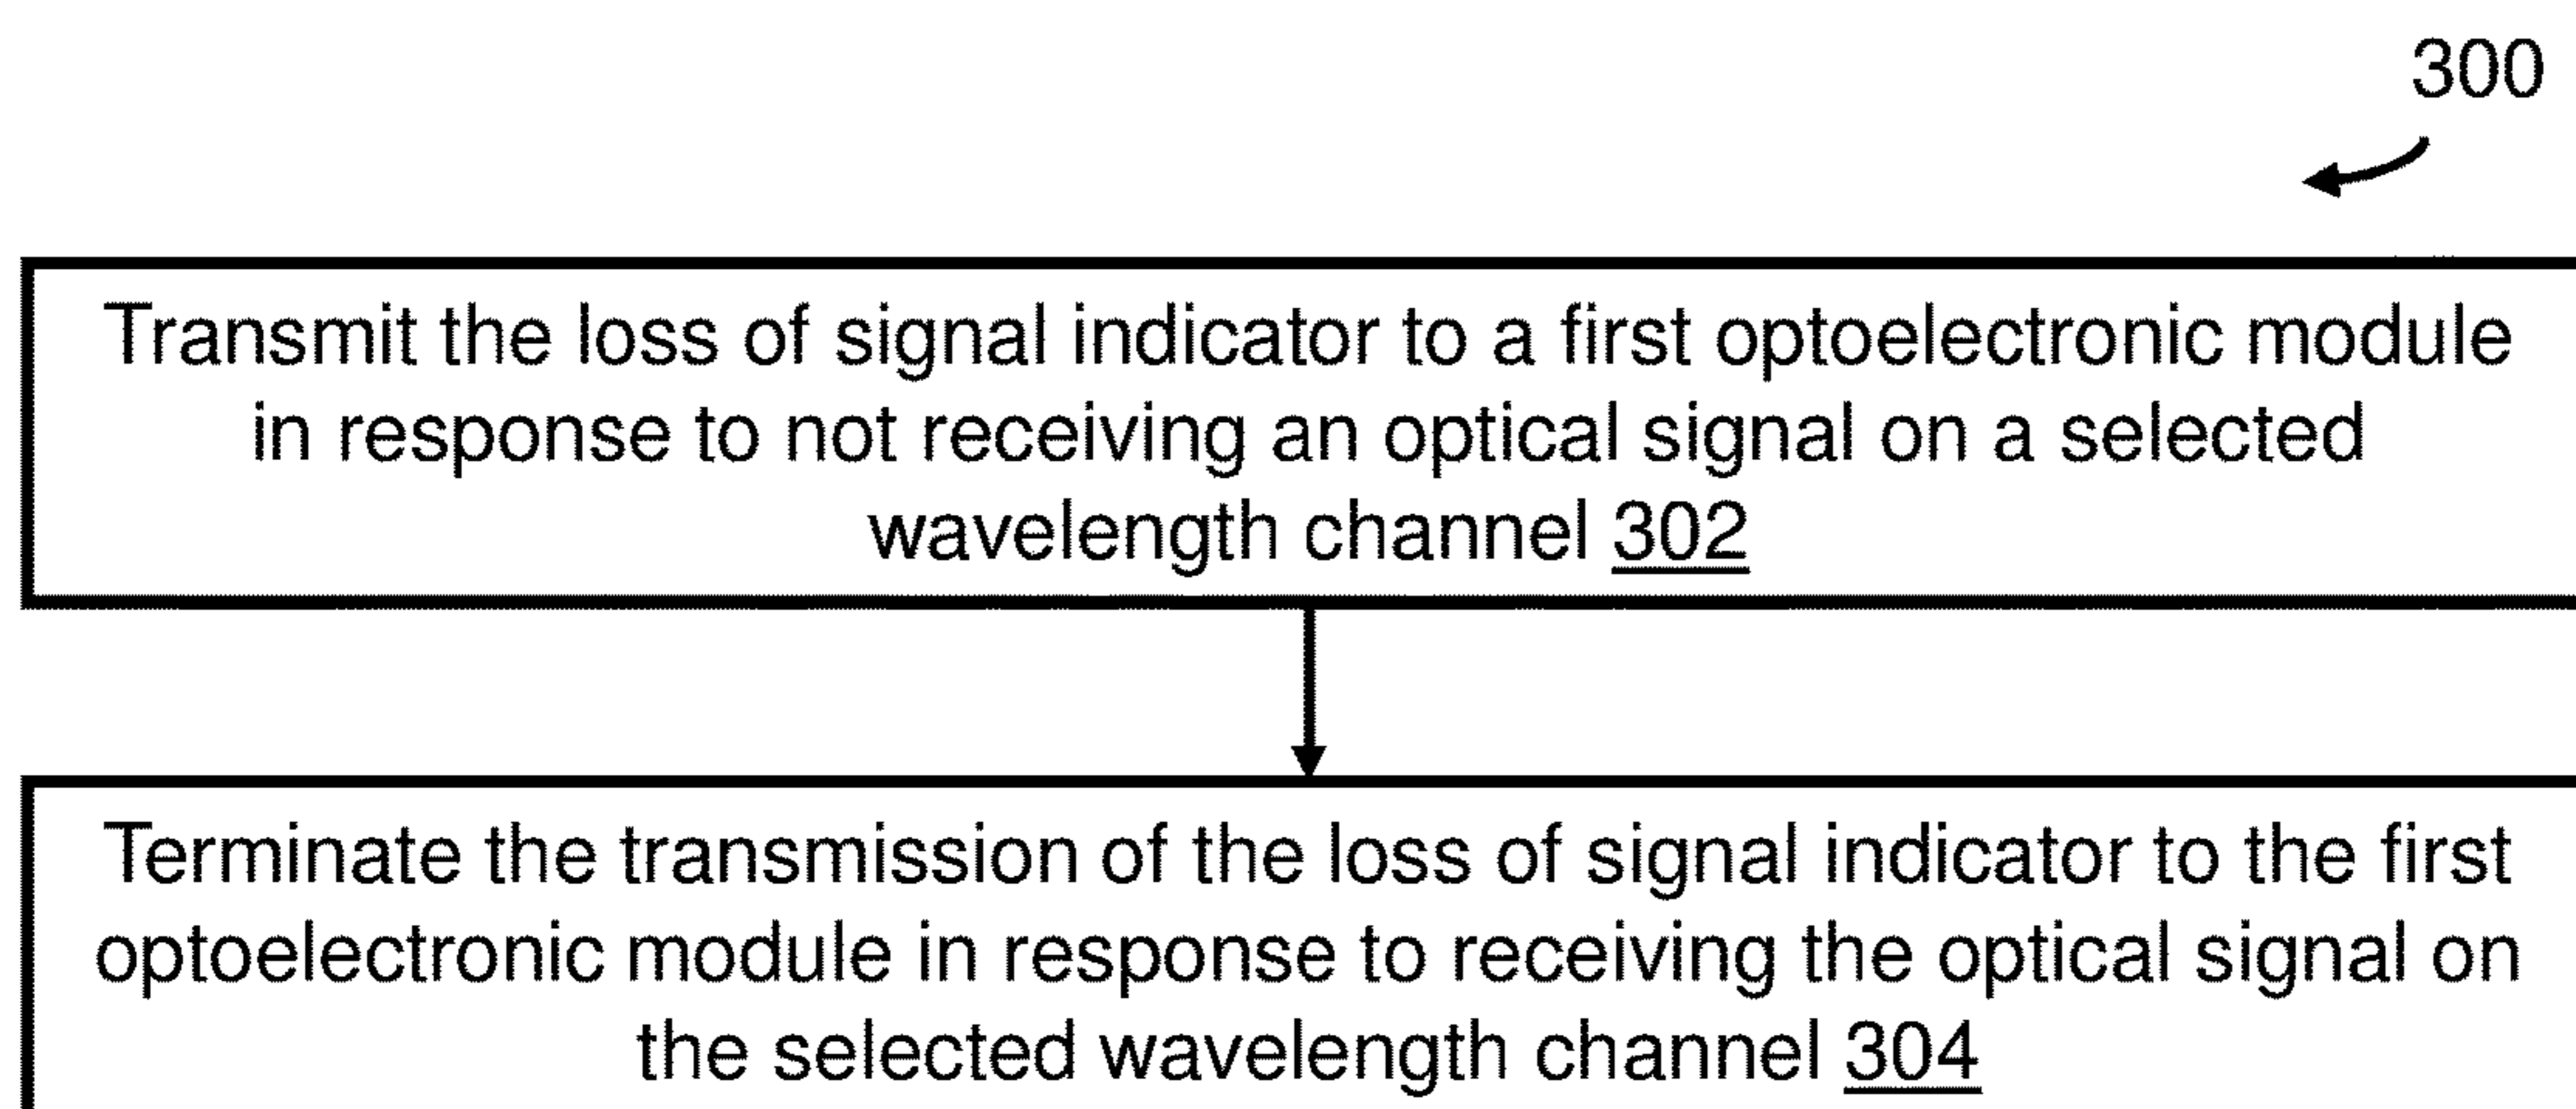 300
Transmit the loss of signal indicator to a first optoelectronic module
in response to not receiving an optical signal on a selected
wavelength channel 302
Terminate the transmission of the loss of signal indicator to the first
optoelectronic module in response to receiving the optical signal on
the selected wavelength channel 304